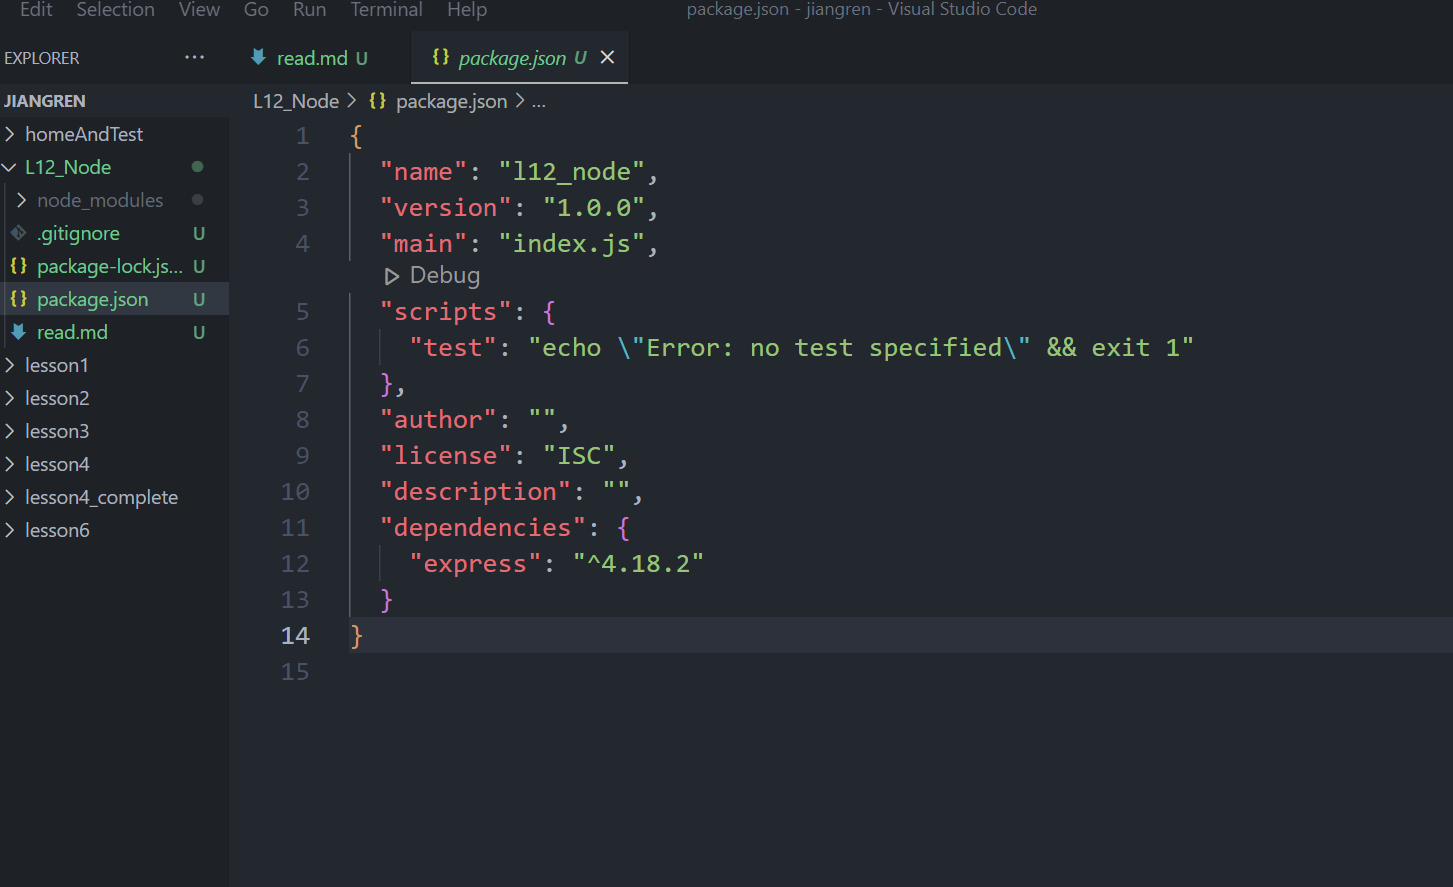 Edit Selection View Go Run Terminal Help package.json - jiangren - Visual Studio Code
EXPLORER ···
JIANGREN
homeAndTest
L12_Node
node_modules
.gitignore U
package-lock.js... U
package.json U
read.md U
lesson1
lesson2
lesson3
lesson4
lesson4_complete
lesson6
read.md U
{} package.json U
L12_Node > {} package.json > ...
1 {
2 "name": "l12_node",
3 "version": "1.0.0",
4 "main": "index.js",
Debug
5 "scripts": {
6 "test": "echo \"Error: no test specified\" && exit 1"
7 },
8 "author": "",
9 "license": "ISC",
10 "description": "",
11 "dependencies": {
12 "express": "^4.18.2"
13 }
14 }
15